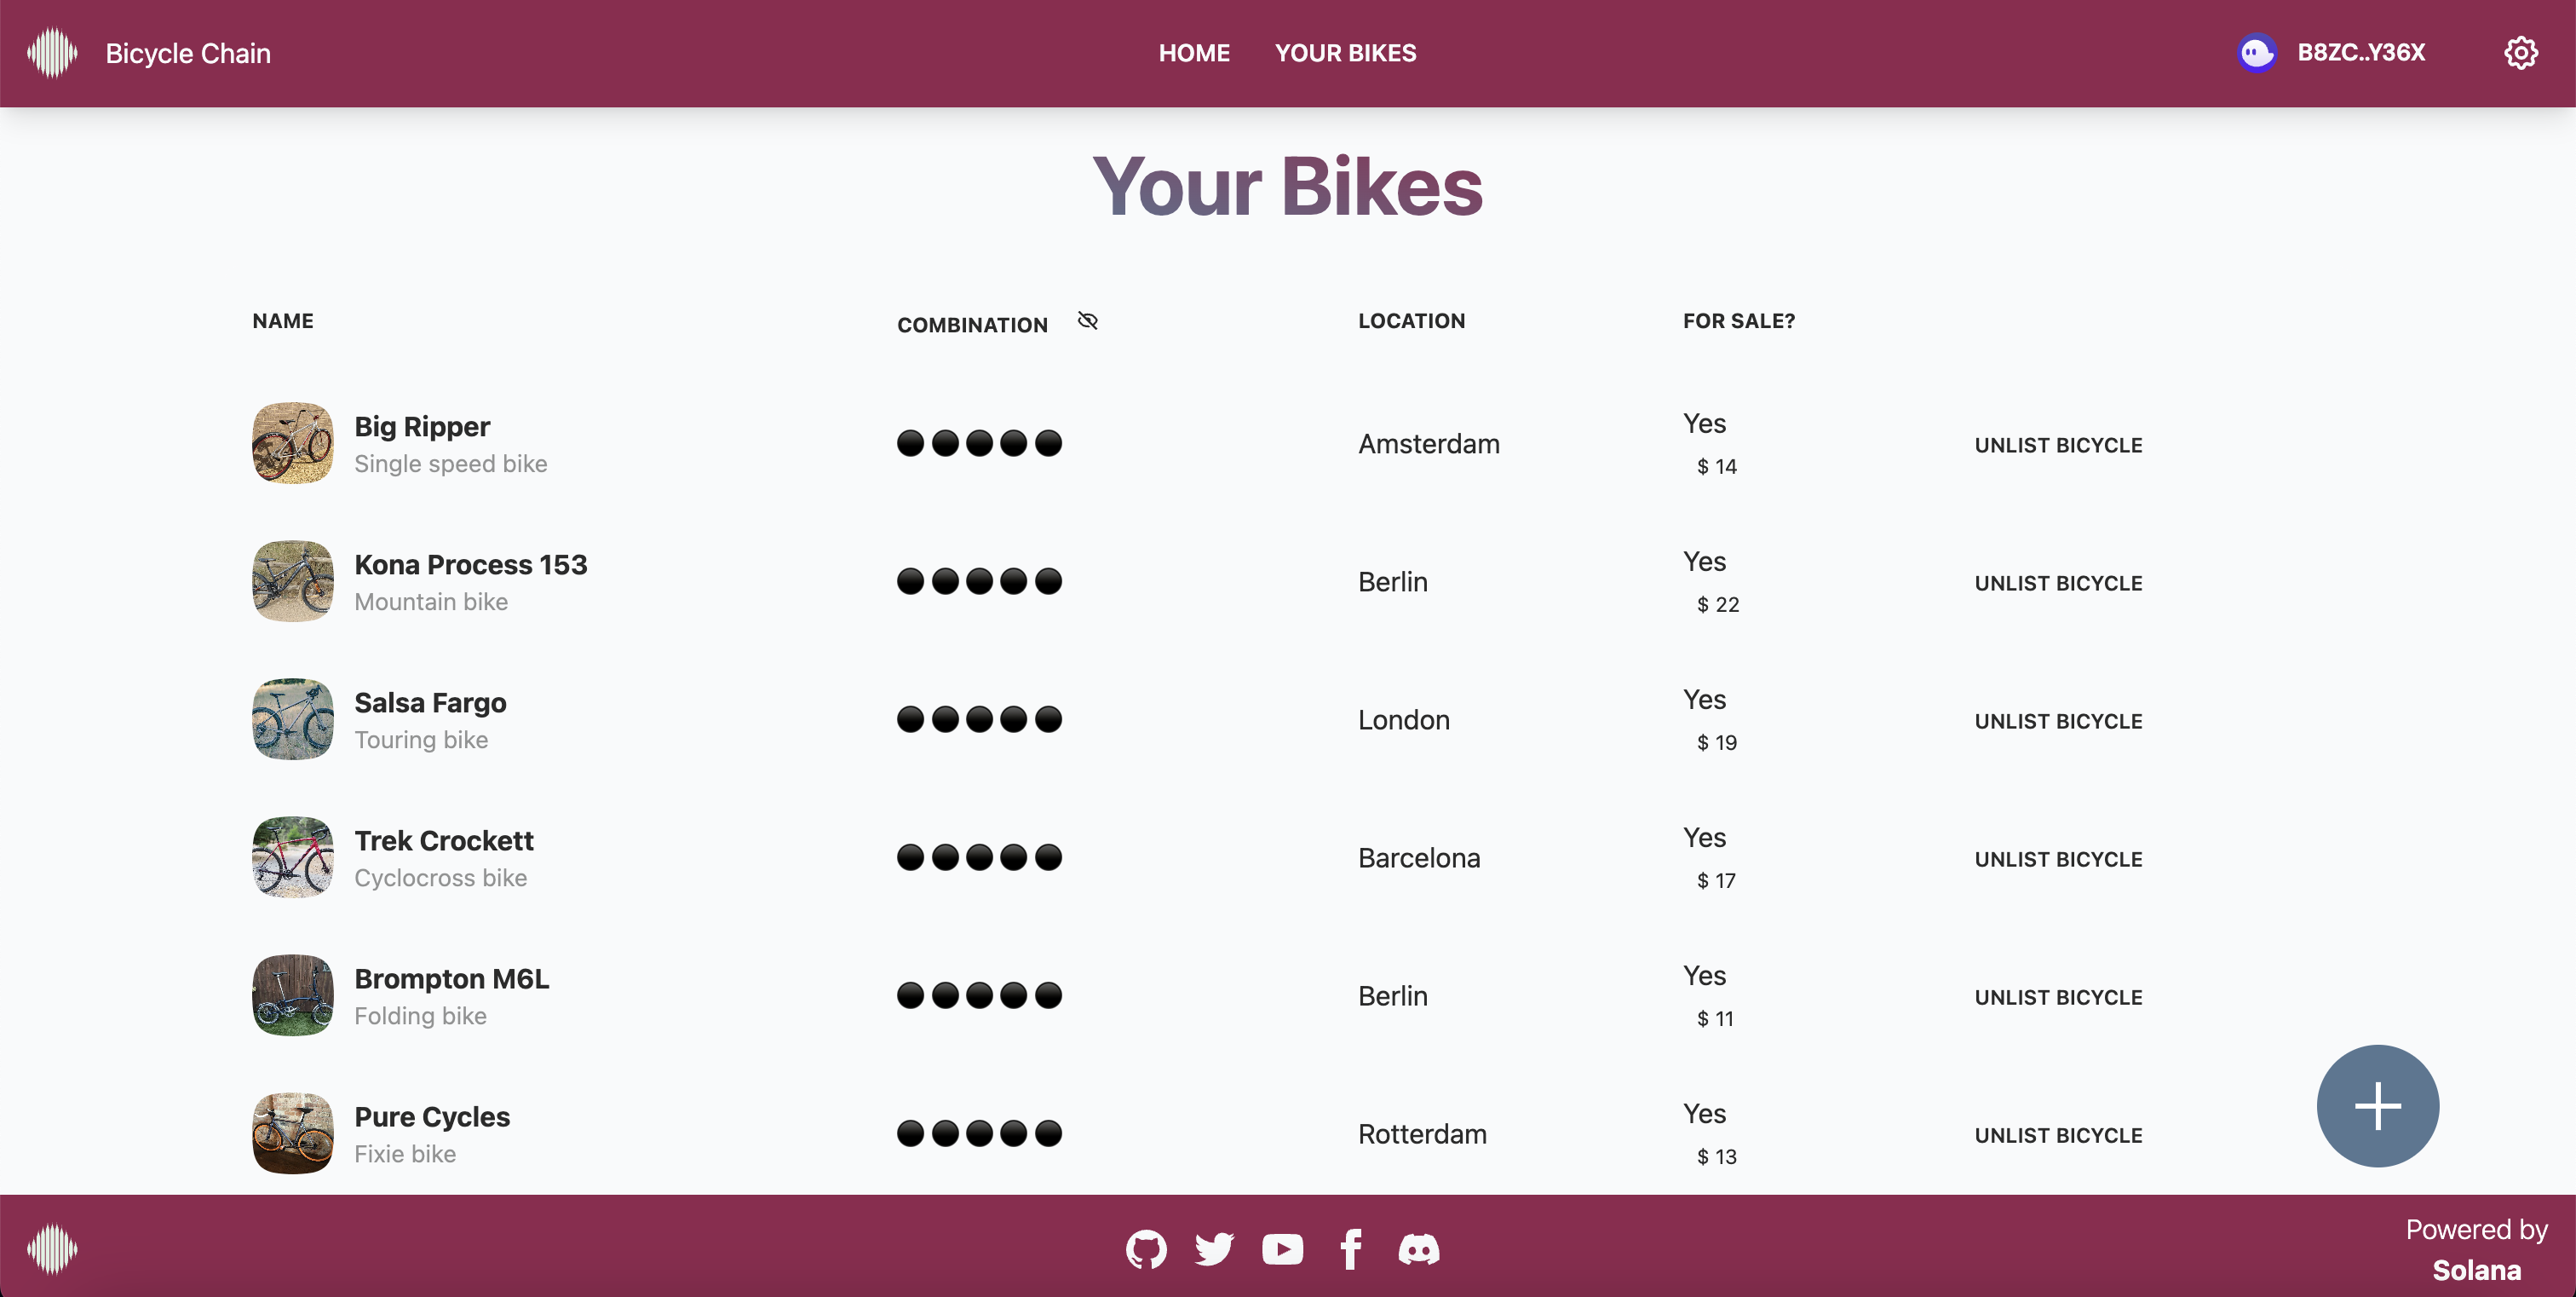 Bicycle Chain
HOME
YOUR BIKES
B8ZC..Y36X
Your Bikes
NAME
COMBINATION
LOCATION
FOR SALE?
Big Ripper
Single speed bike
Amsterdam
Yes
$ 14
UNLIST BICYCLE
Kona Process 153
Mountain bike
Berlin
Yes
$ 22
UNLIST BICYCLE
Salsa Fargo
Touring bike
London
Yes
$ 19
UNLIST BICYCLE
Trek Crockett
Cyclocross bike
Barcelona
Yes
$ 17
UNLIST BICYCLE
Brompton M6L
Folding bike
Berlin
Yes
$ 11
UNLIST BICYCLE
Pure Cycles
Fixie bike
Rotterdam
Yes
$ 13
UNLIST BICYCLE
Powered by
Solana